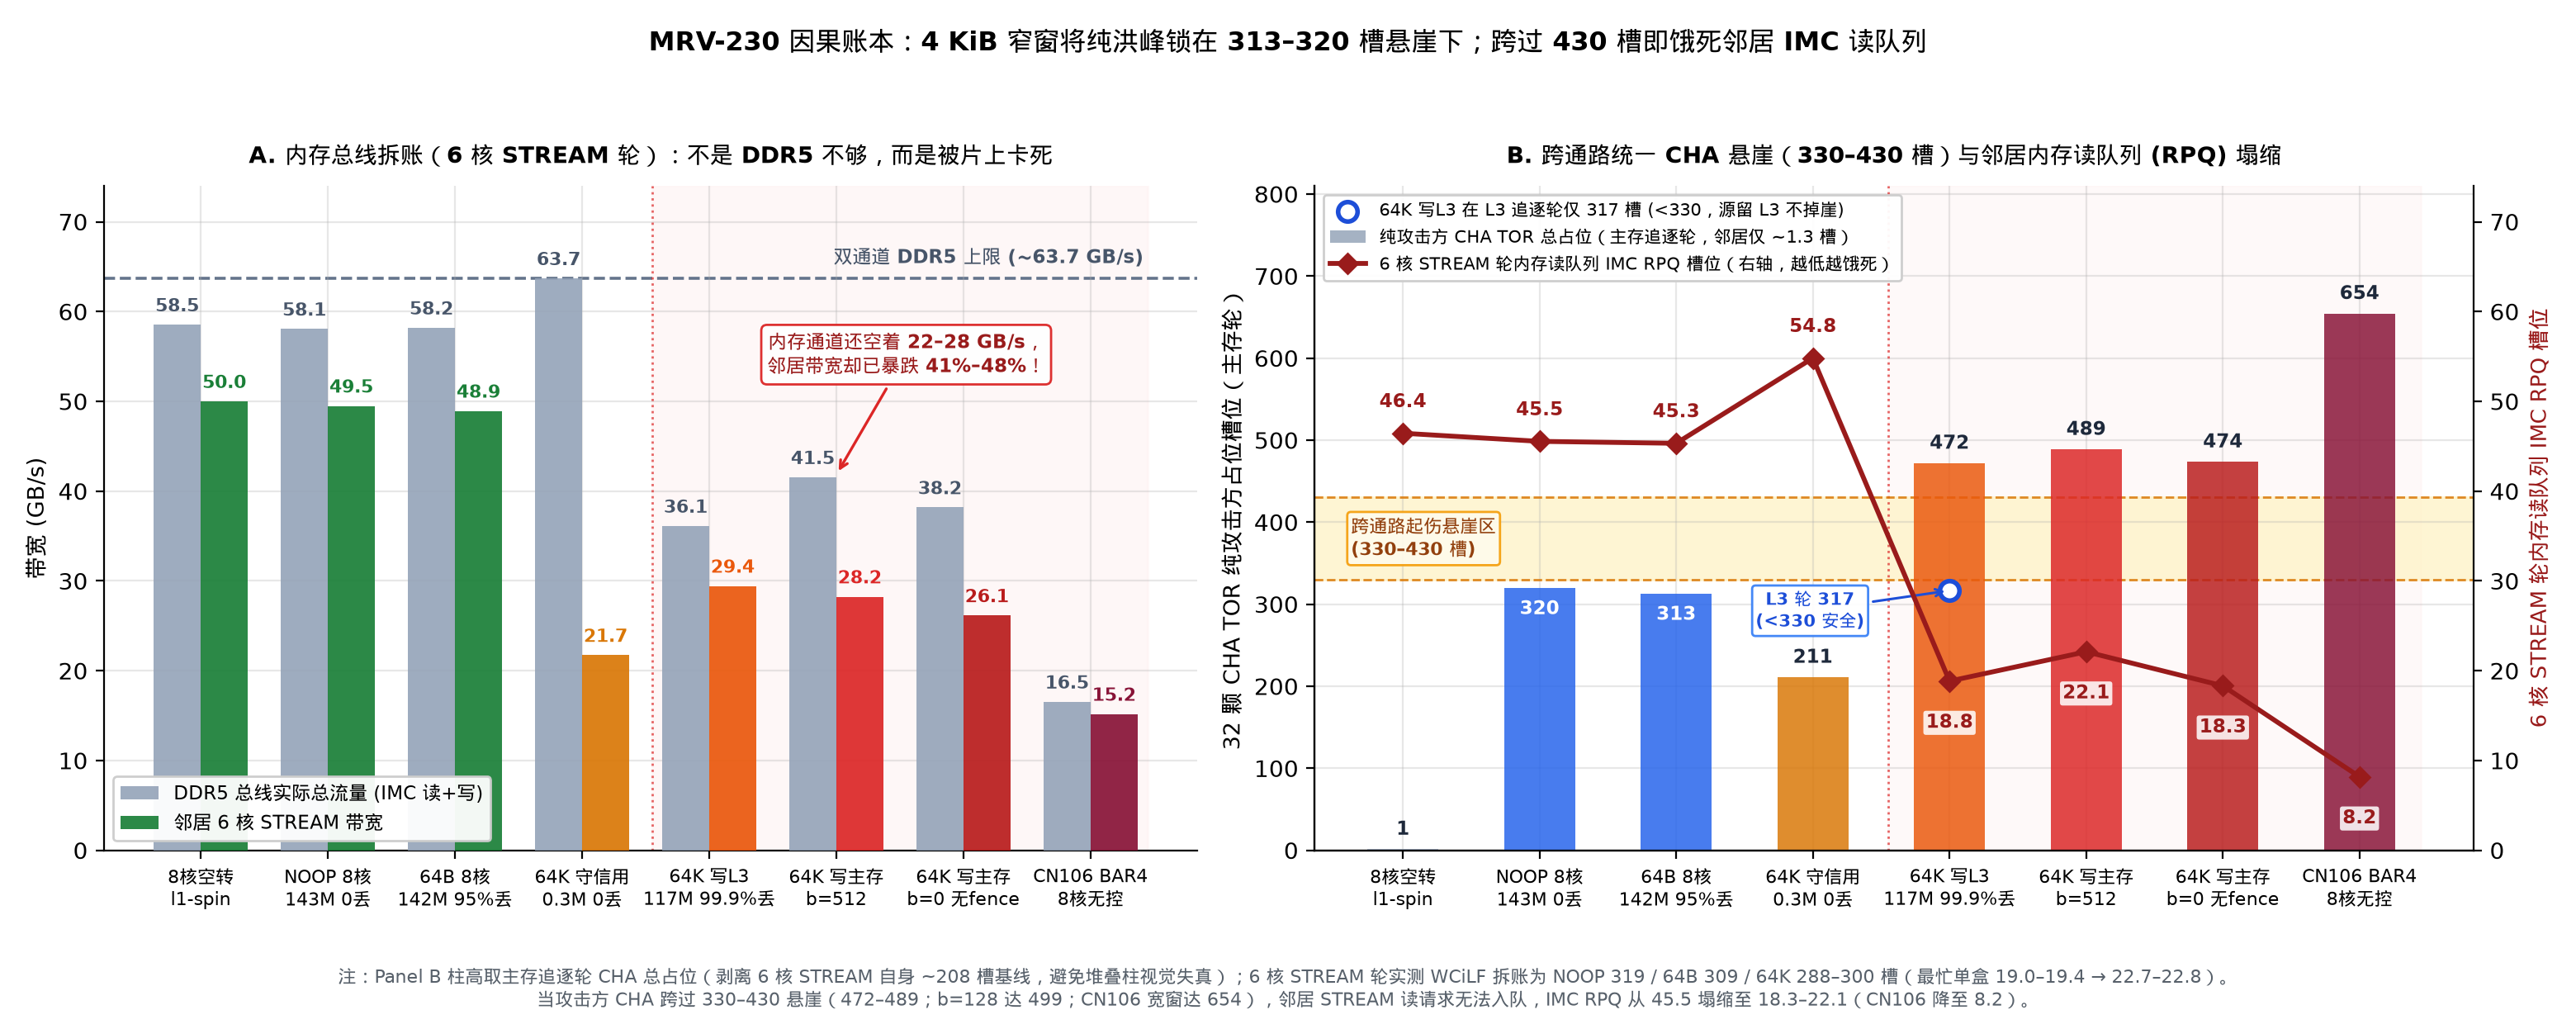 MRV-230 因果账本：4 KiB 窄窗将纯洪峰锁在 313–320 槽悬崖下；跨过 430 槽即饿死邻居 IMC 读队列
A. 内存总线拆账（6 核 STREAM 轮）: 不是 DDR5 不够，而是被片上卡死
带宽 (GB/s)
70
60
50
40
30
20
10
0
双通道 DDR5 上限 (~63.7 GB/s)
内存通道还空着 22–28 GB/s，
邻居带宽却已暴跌 41%–48%！
58.5
50.0
58.1
49.5
58.2
48.9
63.7
21.7
36.1
29.4
41.5
28.2
38.2
26.1
16.5
15.2
DDR5 总线实际总流量 (IMC 读+写)
邻居 6 核 STREAM 带宽
8核空转
l1-spin
NOOP 8核
143M 0丢
64B 8核
142M 95%丢
64K 守信用
0.3M 0丢
64K 写L3
117M 99.9%丢
64K 写主存
b=512
64K 写主存
b=0 无fence
CN106 BAR4
8核无控
B. 跨通路统一 CHA 悬崖（330–430 槽）与邻居内存读队列 (RPQ) 塌缩
32 颗 CHA TOR 纯攻击方占位槽位（主存轮）
800
700
600
500
400
300
200
100
0
64K 写L3 在 L3 追逐轮仅 317 槽 (<330，源留 L3 不掉崖)
纯攻击方 CHA TOR 总占位（主存追逐轮，邻居仅 ~1.3 槽）
6 核 STREAM 轮内存读队列 IMC RPQ 槽位（右轴，越低越饿死）
跨通路起伤悬崖区
(330–430 槽)
L3 轮 317
(<330 安全)
46.4
45.5
45.3
54.8
18.8
22.1
18.3
8.2
1
320
313
211
472
489
474
654
70
60
50
40
30
20
10
0
6 核 STREAM 轮内存读队列 IMC RPQ 槽位
8核空转
l1-spin
NOOP 8核
143M 0丢
64B 8核
142M 95%丢
64K 守信用
0.3M 0丢
64K 写L3
117M 99.9%丢
64K 写主存
b=512
64K 写主存
b=0 无fence
CN106 BAR4
8核无控
注：Panel B 柱高取主存追逐轮 CHA 总占位（剥离 6 核 STREAM 自身 ~208 槽基线，避免堆叠柱视觉失真）；6 核 STREAM 轮实测 WCiLF 拆账为 NOOP 319 / 64B 309 / 64K 288–300 槽（最忙单盒 19.0–19.4 → 22.7–22.8）。
当攻击方 CHA 跨过 330–430 悬崖（472–489；b=128 达 499；CN106 宽窗达 654），邻居 STREAM 读请求无法入队，IMC RPQ 从 45.5 塌缩至 18.3–22.1（CN106 降至 8.2）。